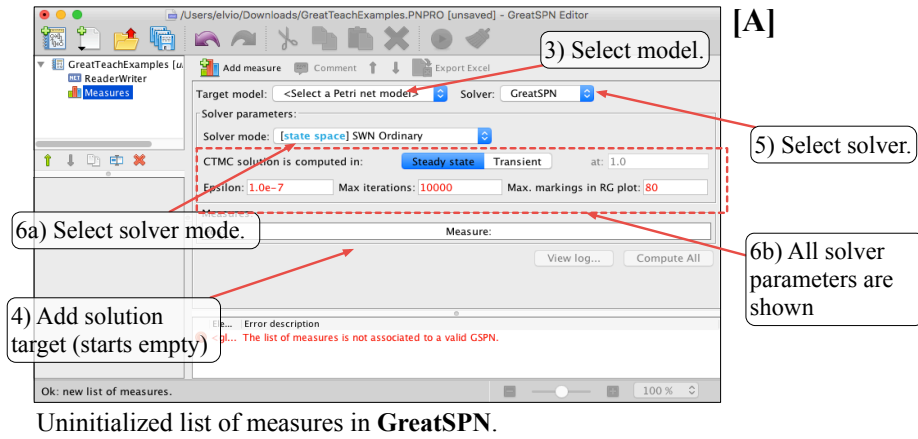 /Users/elvio/Downloads/GreatTeachExamples.PNPRO [unsaved] - GreatSPN Editor
[A]
3) Select model.
GreatTeachExamples [u
ReaderWriter
Measures
Add measure Comment Export Excel
Target model: <Select a Petri net model> Solver: GreatSPN
Solver parameters:
Solver mode: [state space] SWN Ordinary
5) Select solver.
CTMC solution is computed in: Steady state Transient at: 1.0
Epsilon: 1.0e-7 Max iterations: 10000 Max. markings in RG plot: 80
Measures
6a) Select solver mode.
Measure:
View log... Compute All
6b) All solver
parameters are
shown
4) Add solution
target (starts empty)
Ele... Error description
<gl... The list of measures is not associated to a valid GSPN.
Ok: new list of measures. 100 %
Uninitialized list of measures in GreatSPN.